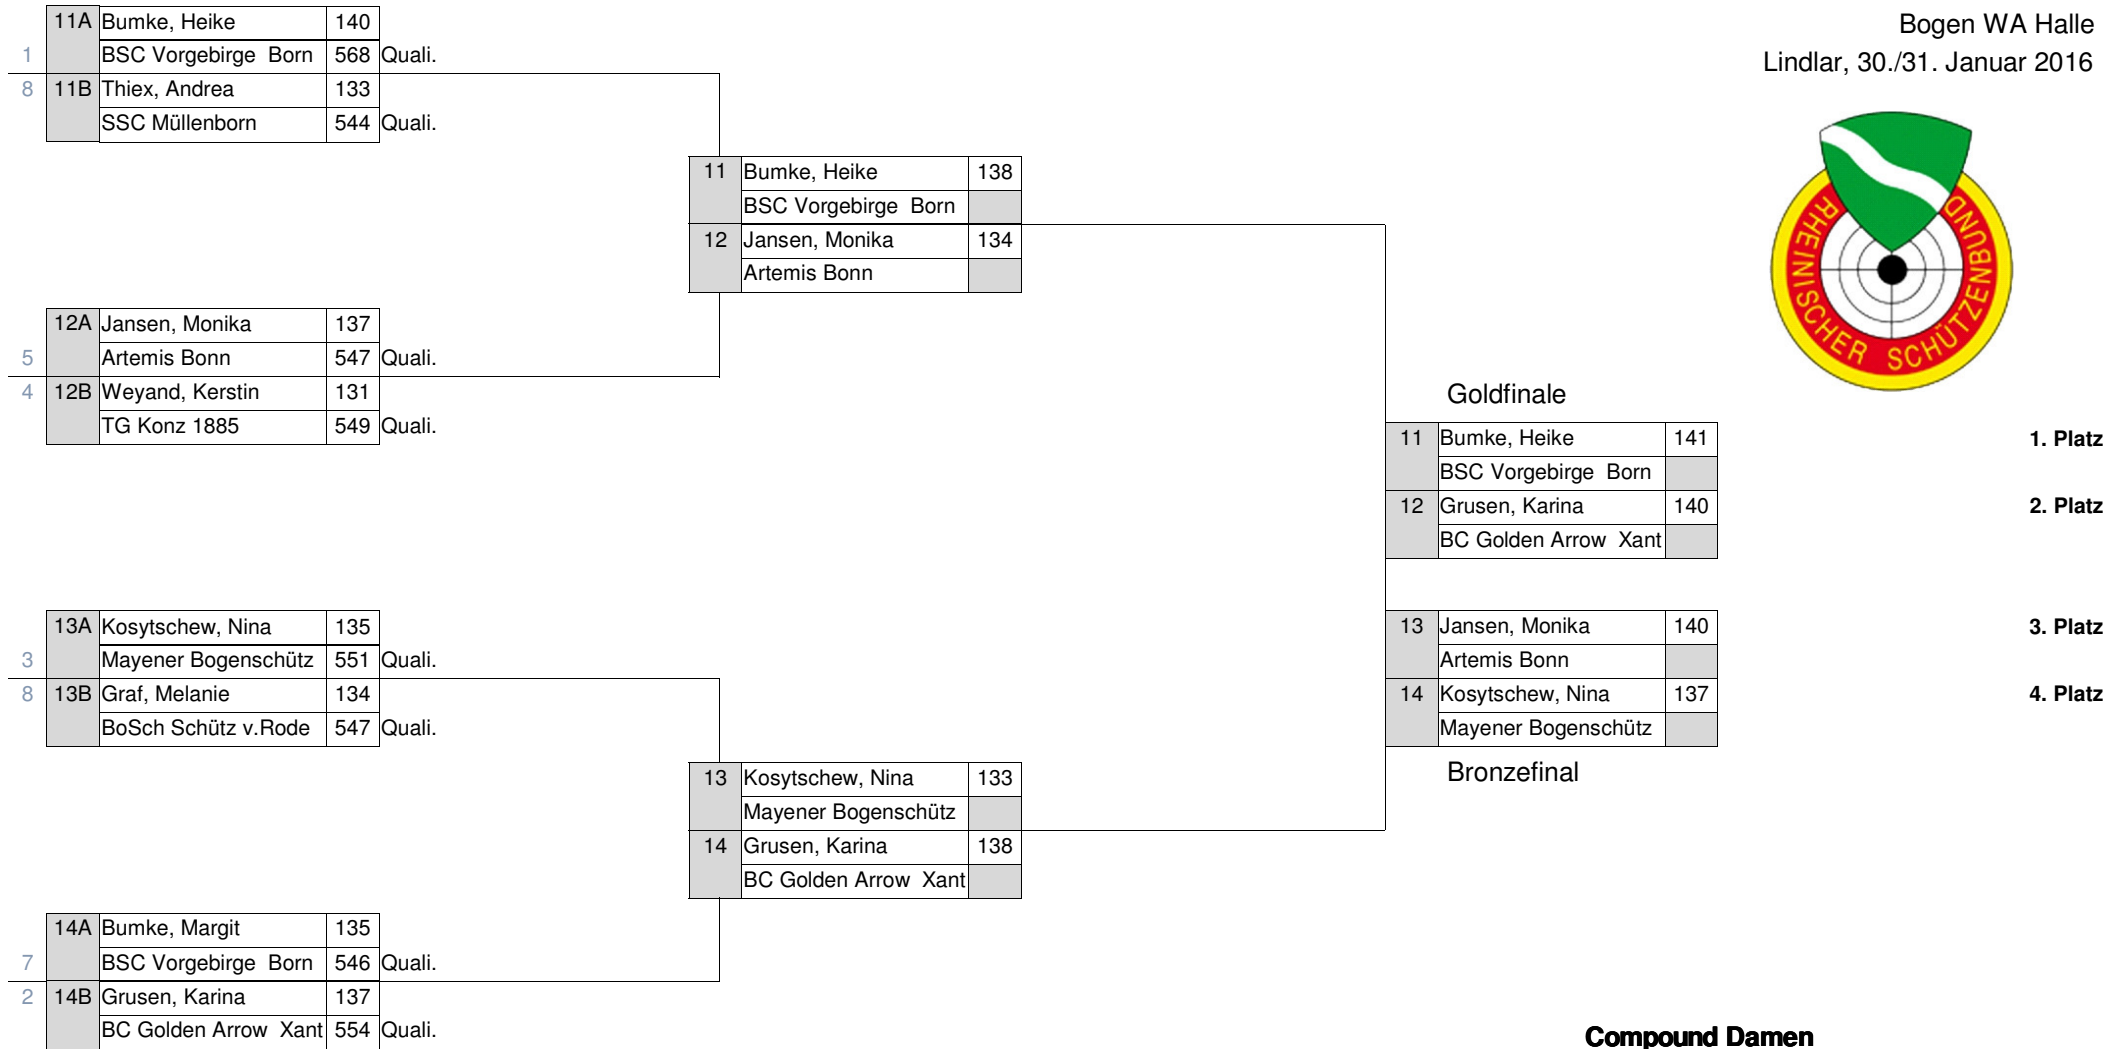 Bogen WA Halle
Lindlar, 30./31. Januar 2016
RHEINISCHER SCHÜTZENBUND
11A Bumke, Heike 140
1 BSC Vorgebirge Born 568 Quali.
8 11B Thiex, Andrea 133
SSC Müllenborn 544 Quali.
11 Bumke, Heike 138
BSC Vorgebirge Born
12 Jansen, Monika 134
Artemis Bonn
12A Jansen, Monika 137
5 Artemis Bonn 547 Quali.
4 12B Weyand, Kerstin 131
TG Konz 1885 549 Quali.
Goldfinale
11 Bumke, Heike 141 1. Platz
BSC Vorgebirge Born
12 Grusen, Karina 140 2. Platz
BC Golden Arrow Xant
13A Kosytschew, Nina 135
3 Mayener Bogenschütz 551 Quali.
8 13B Graf, Melanie 134
BoSch Schütz v.Rode 547 Quali.
13 Jansen, Monika 140 3. Platz
Artemis Bonn
14 Kosytschew, Nina 137 4. Platz
Mayener Bogenschütz
Bronzefinal
13 Kosytschew, Nina 133
Mayener Bogenschütz
14 Grusen, Karina 138
BC Golden Arrow Xant
14A Bumke, Margit 135
7 BSC Vorgebirge Born 546 Quali.
2 14B Grusen, Karina 137
BC Golden Arrow Xant 554 Quali.
Compound Damen